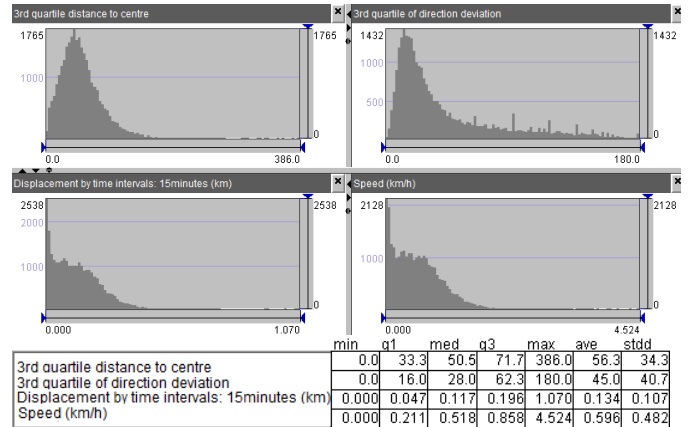 3rd quartile distance to centre
3rd quartile of direction deviation
1765 1765 1432 1432
1000 1000
500
0 0
0.0 386.0 0.0 180.0
Displacement by time intervals: 15minutes (km)
Speed (km/h)
2538 2538 2128 2128
2000
1000 1000
0 0
0.000 1.070 0.000 4.524
min q1 med q3 max ave stdd
3rd quartile distance to centre 0.0 33.3 50.5 71.7 386.0 56.3 34.3
3rd quartile of direction deviation 0.0 16.0 28.0 62.3 180.0 45.0 40.7
Displacement by time intervals: 15minutes (km) 0.000 0.047 0.117 0.196 1.070 0.134 0.107
Speed (km/h) 0.000 0.211 0.518 0.858 4.524 0.596 0.482